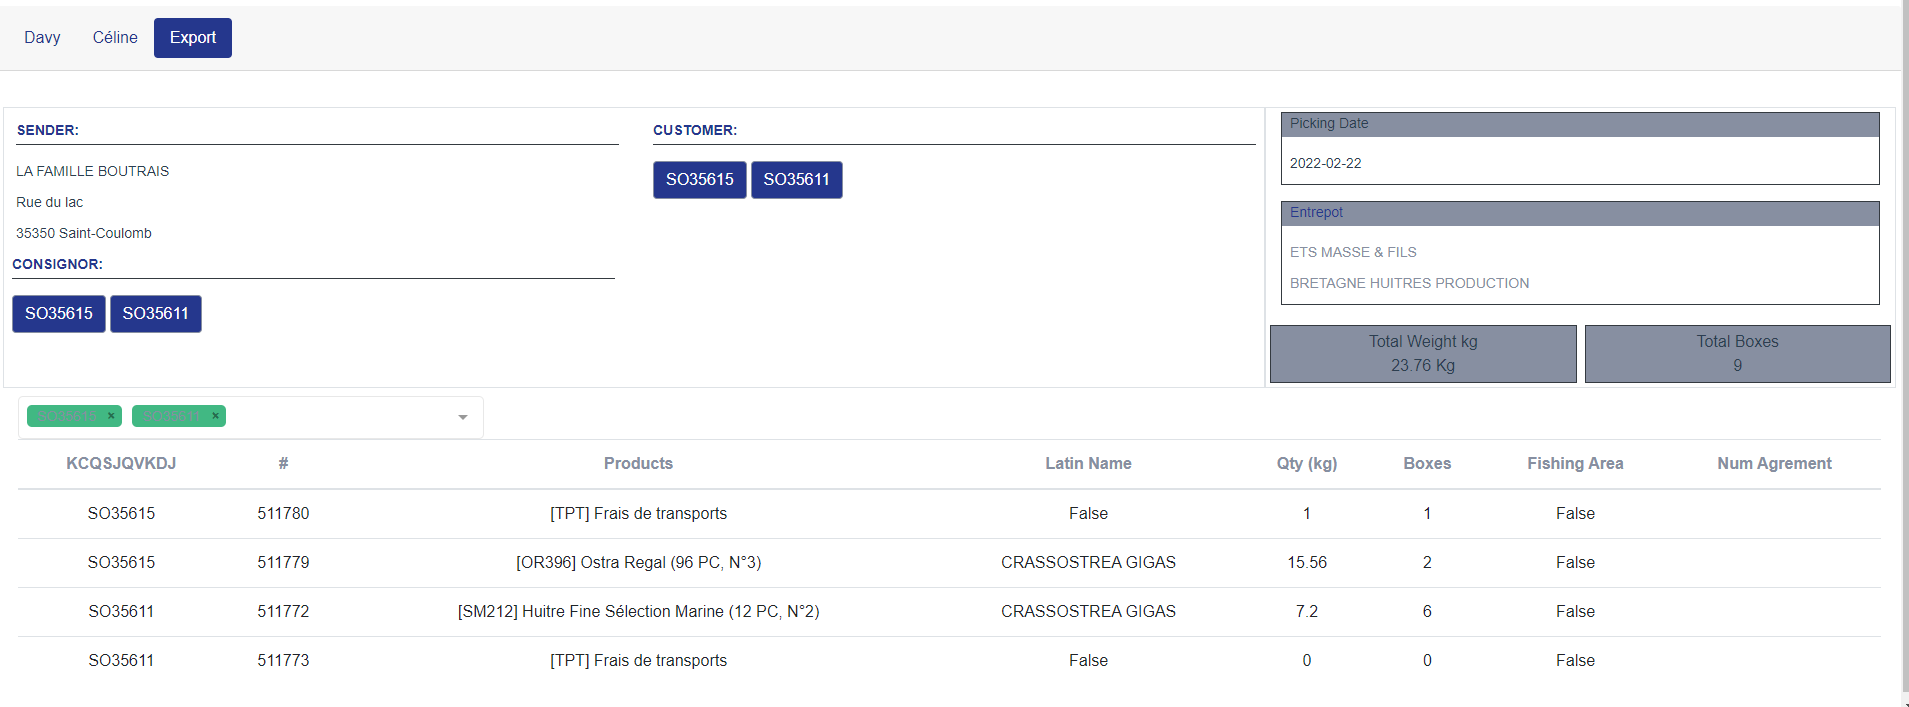 Davy Céline Export
SENDER:
LA FAMILLE BOUTRAIS
Rue du lac
35350 Saint-Coulomb
CONSIGNOR:
SO35615 SO35611
CUSTOMER:
SO35615 SO35611
Picking Date
2022-02-22
Entrepot
ETS MASSE & FILS
BRETAGNE HUITRES PRODUCTION
Total Weight kg
23.76 Kg
Total Boxes
9
SO35615 × SO35611 ×
KCQSJQVKDJ # Products Latin Name Qty (kg) Boxes Fishing Area Num Agrement
SO35615 511780 [TPT] Frais de transports False 1 1 False
SO35615 511779 [OR396] Ostra Regal (96 PC, N°3) CRASSOSTREA GIGAS 15.56 2 False
SO35611 511772 [SM212] Huitre Fine Sélection Marine (12 PC, N°2) CRASSOSTREA GIGAS 7.2 6 False
SO35611 511773 [TPT] Frais de transports False 0 0 False